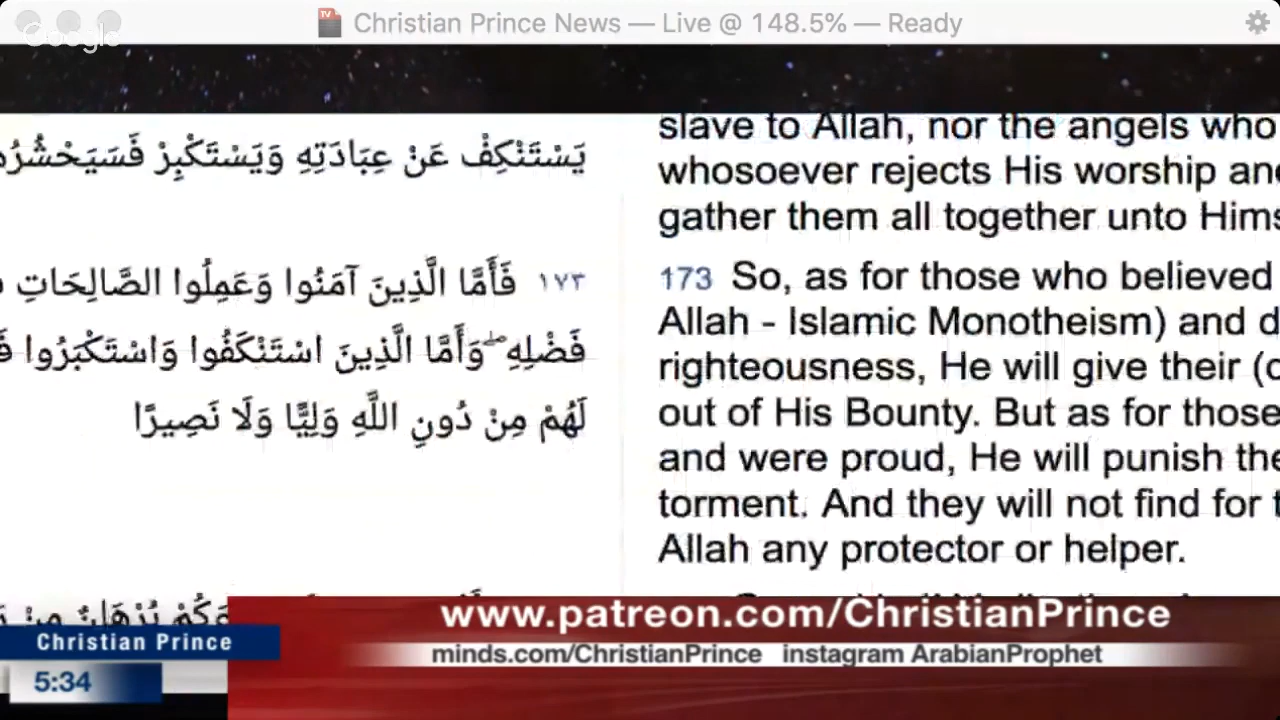 Christian Prince News — Live @ 148.5% — Ready
Google
يَسْتَنْكِفْ عَنْ عِبَادَتِهِ وَيَسْتَكْبِرْ
١٧٣ فَأَمَّا الَّذِينَ آمَنُوا وَعَمِلُوا الصَّالِحَاتِ
فَضْلِهِ ۖ وَأَمَّا الَّذِينَ اسْتَنْكَفُوا وَاسْتَكْبَرُوا
لَهُمْ مِنْ دُونِ اللَّهِ وَلِيًّا وَلَا نَصِيرًا
slave to Allah, nor the angels who
whosoever rejects His worship and
gather them all together unto Hims
173 So, as for those who believed
Allah - Islamic Monotheism) and d
righteousness, He will give their (
out of His Bounty. But as for those
and were proud, He will punish the
torment. And they will not find for t
Allah any protector or helper.
www.patreon.com/ChristianPrince
Christian Prince
minds.com/ChristianPrince instagram ArabianProphet
5:34